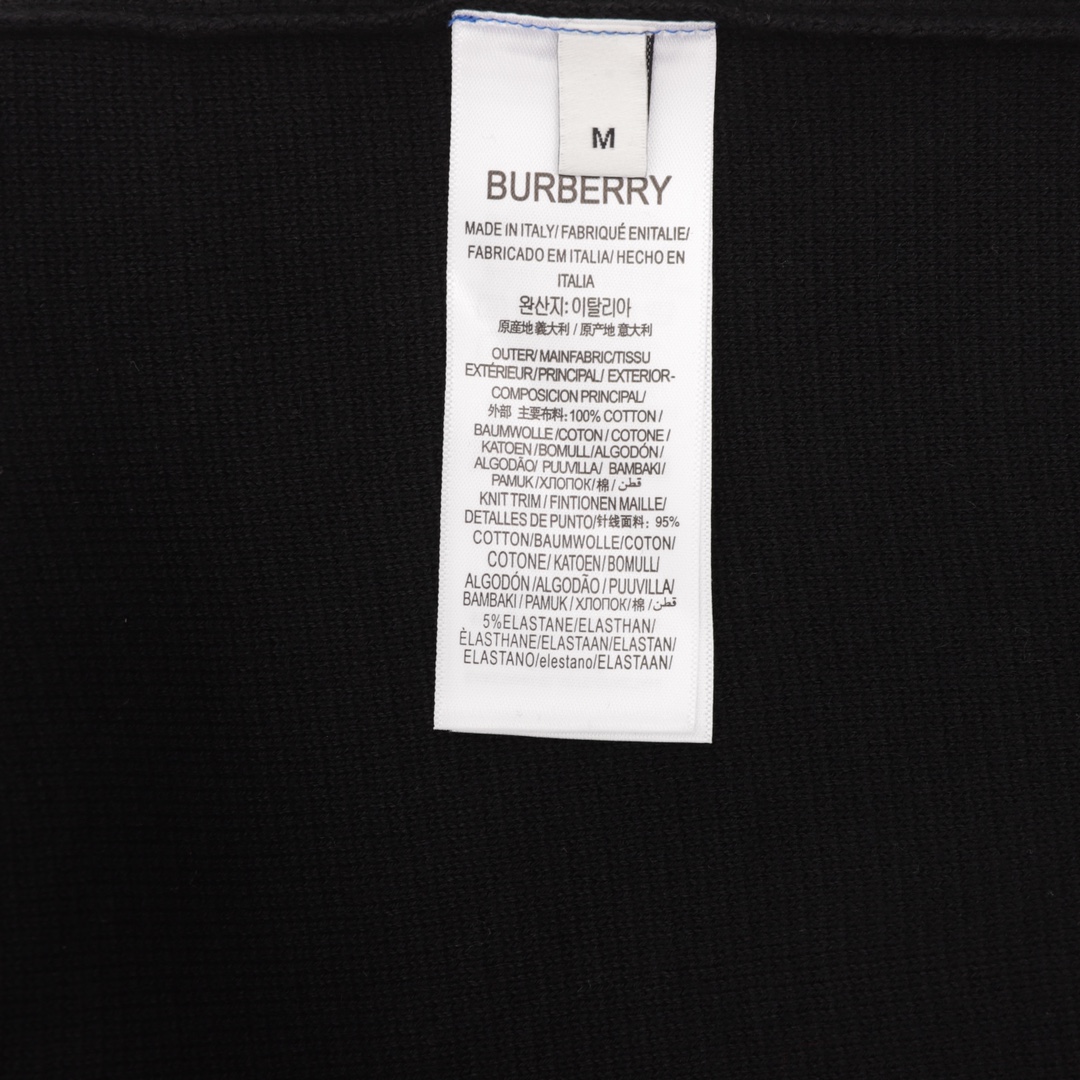 M
BURBERRY
MADE IN ITALY/ FABRIQUÉ ENITALIE/
FABRICADO EM ITALIA/ HECHO EN
ITALIA
완산지: 이탈리아
原産地義大利 / 原产地 意大利
OUTER/ MAINFABRIC/TISSU
EXTÉRIEUR/PRINCIPAL/ EXTERIOR-
COMPOSICION PRINCIPAL/
外部 主要布料: 100% COTTON /
BAUMWOLLE /COTON / COTONE /
KATOEN /BOMULL/ALGODÓN/
ALGODÃO/ PUUVILLA/ BAMBAKI/
PAMUK /ХЛОПОК/ 棉 / قطن
KNIT TRIM / FINTIONEN MAILLE/
DETALLES DE PUNTO/针线面料: 95%
COTTON/BAUMWOLLE/COTON/
COTONE/ KATOEN/BOMULL/
ALGODÓN /ALGODÃO / PUUVILLA/
BAMBAKI / PAMUK / ХЛОПОК/ 棉 / قطن
5%ELASTANE/ELASTHAN/
ÈLASTHANE/ELASTAAN/ELASTAN/
ELASTANO/elestano/ELASTAAN/